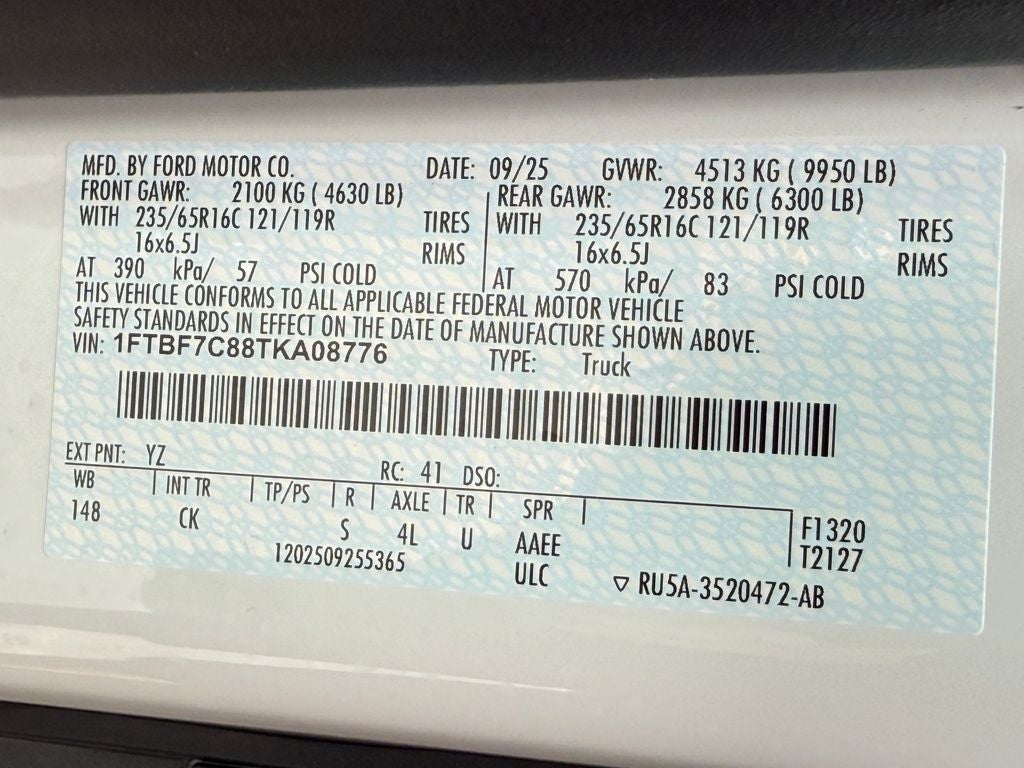 MFD. BY FORD MOTOR CO. DATE: 09/25 GVWR: 4513 KG ( 9950 LB)
FRONT GAWR: 2100 KG ( 4630 LB) REAR GAWR: 2858 KG ( 6300 LB)
WITH 235/65R16C 121/119R TIRES WITH 235/65R16C 121/119R TIRES
16x6.5J RIMS 16x6.5J RIMS
AT 390 kPa/ 57 PSI COLD AT 570 kPa/ 83 PSI COLD
THIS VEHICLE CONFORMS TO ALL APPLICABLE FEDERAL MOTOR VEHICLE
SAFETY STANDARDS IN EFFECT ON THE DATE OF MANUFACTURE SHOWN ABOVE.
VIN: 1FTBF7C88TKA08776 TYPE: Truck
EXT PNT: YZ RC: 41 DSO:
WB INT TR TP/PS R AXLE TR SPR
148 CK S 4L U AAEE F1320
1202509255365 ULC T2127
▽ RU5A-3520472-AB